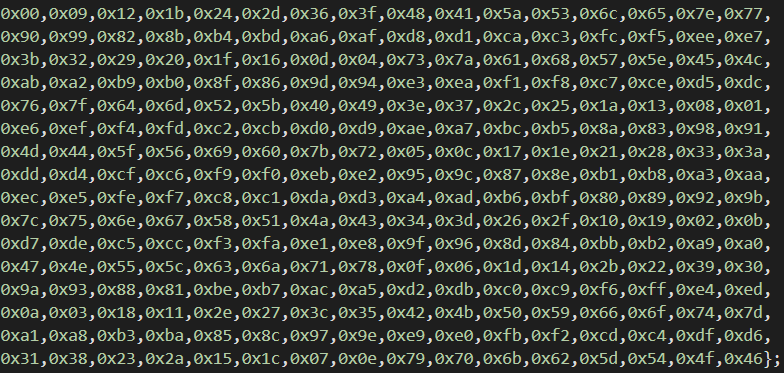 0x00,0x09,0x12,0x1b,0x24,0x2d,0x36,0x3f,0x48,0x41,0x5a,0x53,0x6c,0x65,0x7e,0x77,
0x90,0x99,0x82,0x8b,0xb4,0xbd,0xa6,0xaf,0xd8,0xd1,0xca,0xc3,0xfc,0xf5,0xee,0xe7,
0x3b,0x32,0x29,0x20,0x1f,0x16,0x0d,0x04,0x73,0x7a,0x61,0x68,0x57,0x5e,0x45,0x4c,
0xab,0xa2,0xb9,0xb0,0x8f,0x86,0x9d,0x94,0xe3,0xea,0xf1,0xf8,0xc7,0xce,0xd5,0xdc,
0x76,0x7f,0x64,0x6d,0x52,0x5b,0x40,0x49,0x3e,0x37,0x2c,0x25,0x1a,0x13,0x08,0x01,
0xe6,0xef,0xf4,0xfd,0xc2,0xcb,0xd0,0xd9,0xae,0xa7,0xbc,0xb5,0x8a,0x83,0x98,0x91,
0x4d,0x44,0x5f,0x56,0x69,0x60,0x7b,0x72,0x05,0x0c,0x17,0x1e,0x21,0x28,0x33,0x3a,
0xdd,0xd4,0xcf,0xc6,0xf9,0xf0,0xeb,0xe2,0x95,0x9c,0x87,0x8e,0xb1,0xb8,0xa3,0xaa,
0xec,0xe5,0xfe,0xf7,0xc8,0xc1,0xda,0xd3,0xa4,0xad,0xb6,0xbf,0x80,0x89,0x92,0x9b,
0x7c,0x75,0x6e,0x67,0x58,0x51,0x4a,0x43,0x34,0x3d,0x26,0x2f,0x10,0x19,0x02,0x0b,
0xd7,0xde,0xc5,0xcc,0xf3,0xfa,0xe1,0xe8,0x9f,0x96,0x8d,0x84,0xbb,0xb2,0xa9,0xa0,
0x47,0x4e,0x55,0x5c,0x63,0x6a,0x71,0x78,0x0f,0x06,0x1d,0x14,0x2b,0x22,0x39,0x30,
0x9a,0x93,0x88,0x81,0xbe,0xb7,0xac,0xa5,0xd2,0xdb,0xc0,0xc9,0xf6,0xff,0xe4,0xed,
0x0a,0x03,0x18,0x11,0x2e,0x27,0x3c,0x35,0x42,0x4b,0x50,0x59,0x66,0x6f,0x74,0x7d,
0xa1,0xa8,0xb3,0xba,0x85,0x8c,0x97,0x9e,0xe9,0xe0,0xfb,0xf2,0xcd,0xc4,0xdf,0xd6,
0x31,0x38,0x23,0x2a,0x15,0x1c,0x07,0x0e,0x79,0x70,0x6b,0x62,0x5d,0x54,0x4f,0x46};